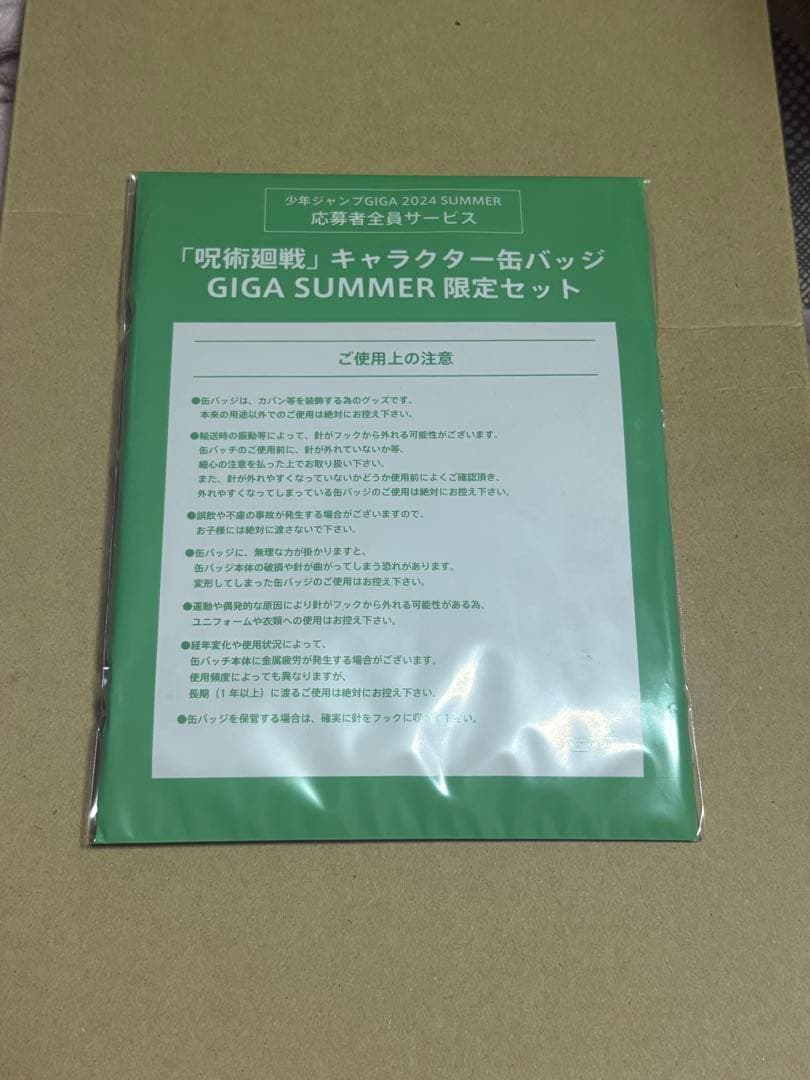 少年ジャンプGIGA 2024 SUMMER
応募者全員サービス
「呪術廻戦」キャラクター缶バッジ
GIGA SUMMER 限定セット
ご使用上の注意
●缶バッジは、カバン等を装飾する為のグッズです。
本来の用途以外でのご使用は絶対にお控え下さい。
●輸送時の振動等によって、針がフックから外れる可能性がございます。
缶バッチのご使用前に、針が外れていないか等、
細心の注意を払った上でお取り扱い下さい。
また、針が外れやすくなっていないかどうか使用前によくご確認頂き、
外れやすくなってしまっている缶バッジのご使用は絶対にお控え下さい。
●誤飲や不慮の事故が発生する場合がございますので、
お子様には絶対に渡さないで下さい。
●缶バッジに、無理な力が掛かりますと、
缶バッジ本体の破損や針が曲がってしまう恐れがあります。
変形してしまった缶バッジのご使用はお控え下さい。
●運動や偶発的な原因により針がフックから外れる可能性がある為、
ユニフォームや衣類への使用はお控え下さい。
●経年変化や使用状況によって、
缶バッチ本体に金属疲労が発生する場合がございます。
使用頻度によっても異なりますが、
長期（1年以上）に渡るご使用は絶対にお控え下さい。
●缶バッジを保管する場合は、確実に針をフックに収めて下さい。